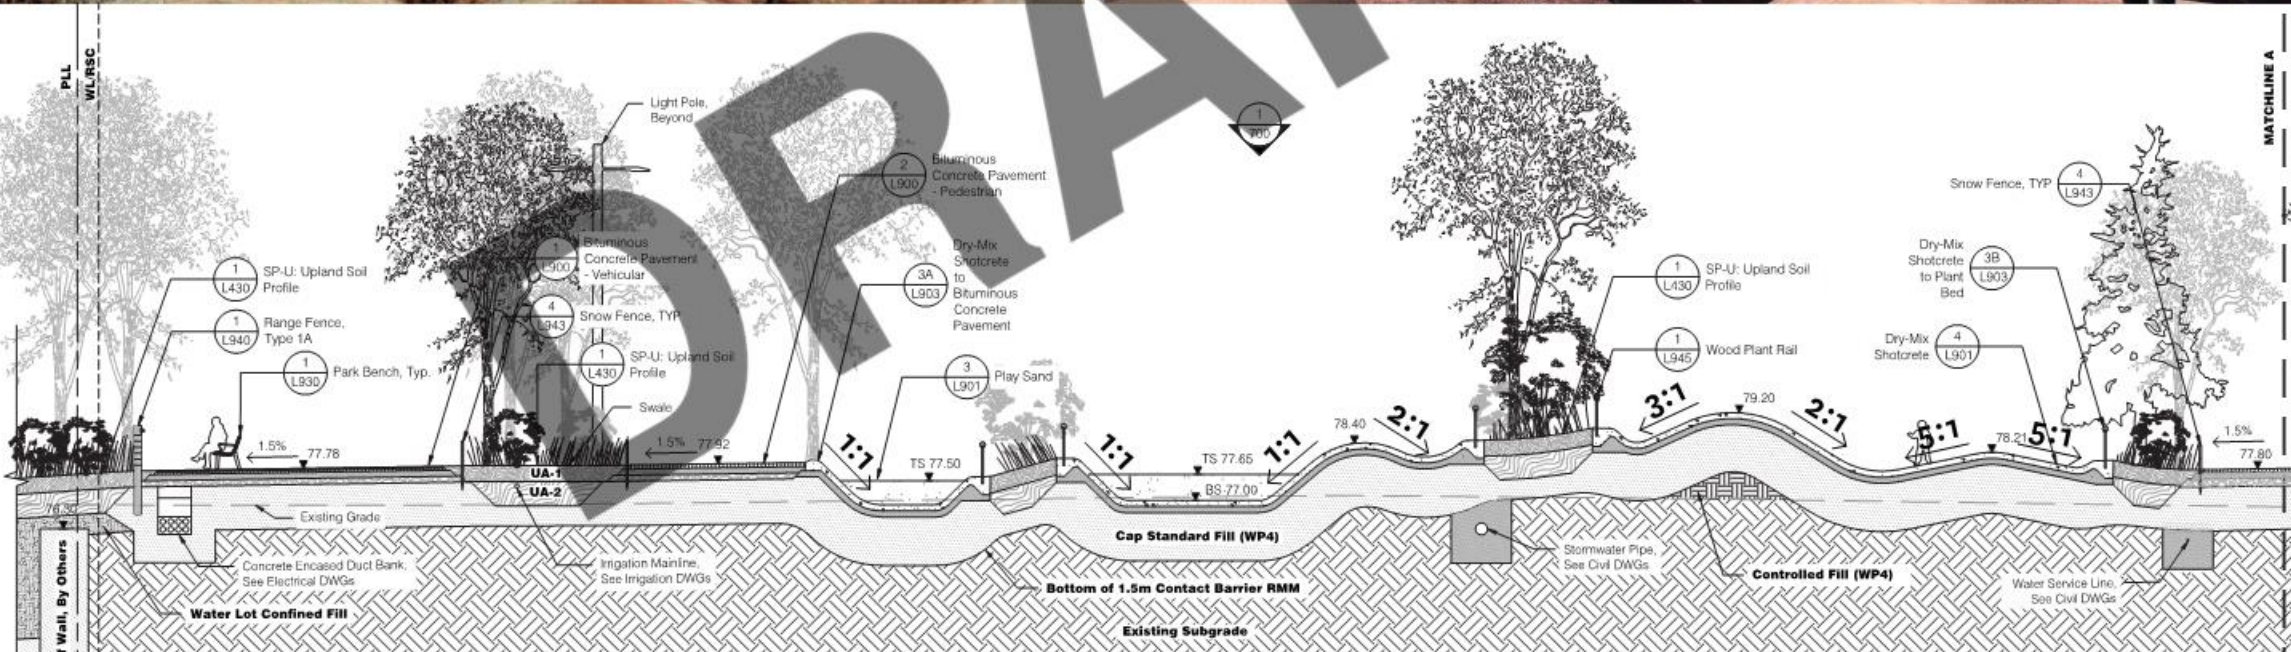 PLL
WL/RSC
DRAF
MATCHLINE A
Light Pole,
Beyond
1
700
2
L900
Bituminous
Concrete Pavement
- Pedestrian
4
L943
Snow Fence, TYP
1
L900
Bituminous
Concrete Pavement
- Vehicular
3A
L903
Dry-Mix
Shotcrete
to
Bituminous
Concrete
Pavement
3B
L903
Dry-Mix
Shotcrete
to Plant
Bed
1
L430
SP-U: Upland Soil
Profile
1
L430
SP-U: Upland Soil
Profile
1
L940
Range Fence,
Type 1A
4
L943
Snow Fence, TYP
1
L945
Wood Plant Rail
4
L901
Dry-Mix
Shotcrete
1
L930
Park Bench, Typ.
1
L430
SP-U: Upland Soil
Profile
3
L901
Play Sand
Swale
1.5%
77.78
1.5%
77.92
1:1
TS 77.50
1:1
TS 77.65
BS 77.00
1:1
78.40
2:1
3:1
79.20
2:1
5:1
78.21
5:1
1.5%
77.80
UA-1
UA-2
76.30
Existing Grade
Cap Standard Fill (WP4)
Concrete Encased Duct Bank,
See Electrical DWGs
Irrigation Mainline,
See Irrigation DWGs
Stormwater Pipe,
See Civil DWGs
Controlled Fill (WP4)
Water Service Line,
See Civil DWGs
Bottom of 1.5m Contact Barrier RMM
Water Lot Confined Fill
Wall, By Others
Existing Subgrade